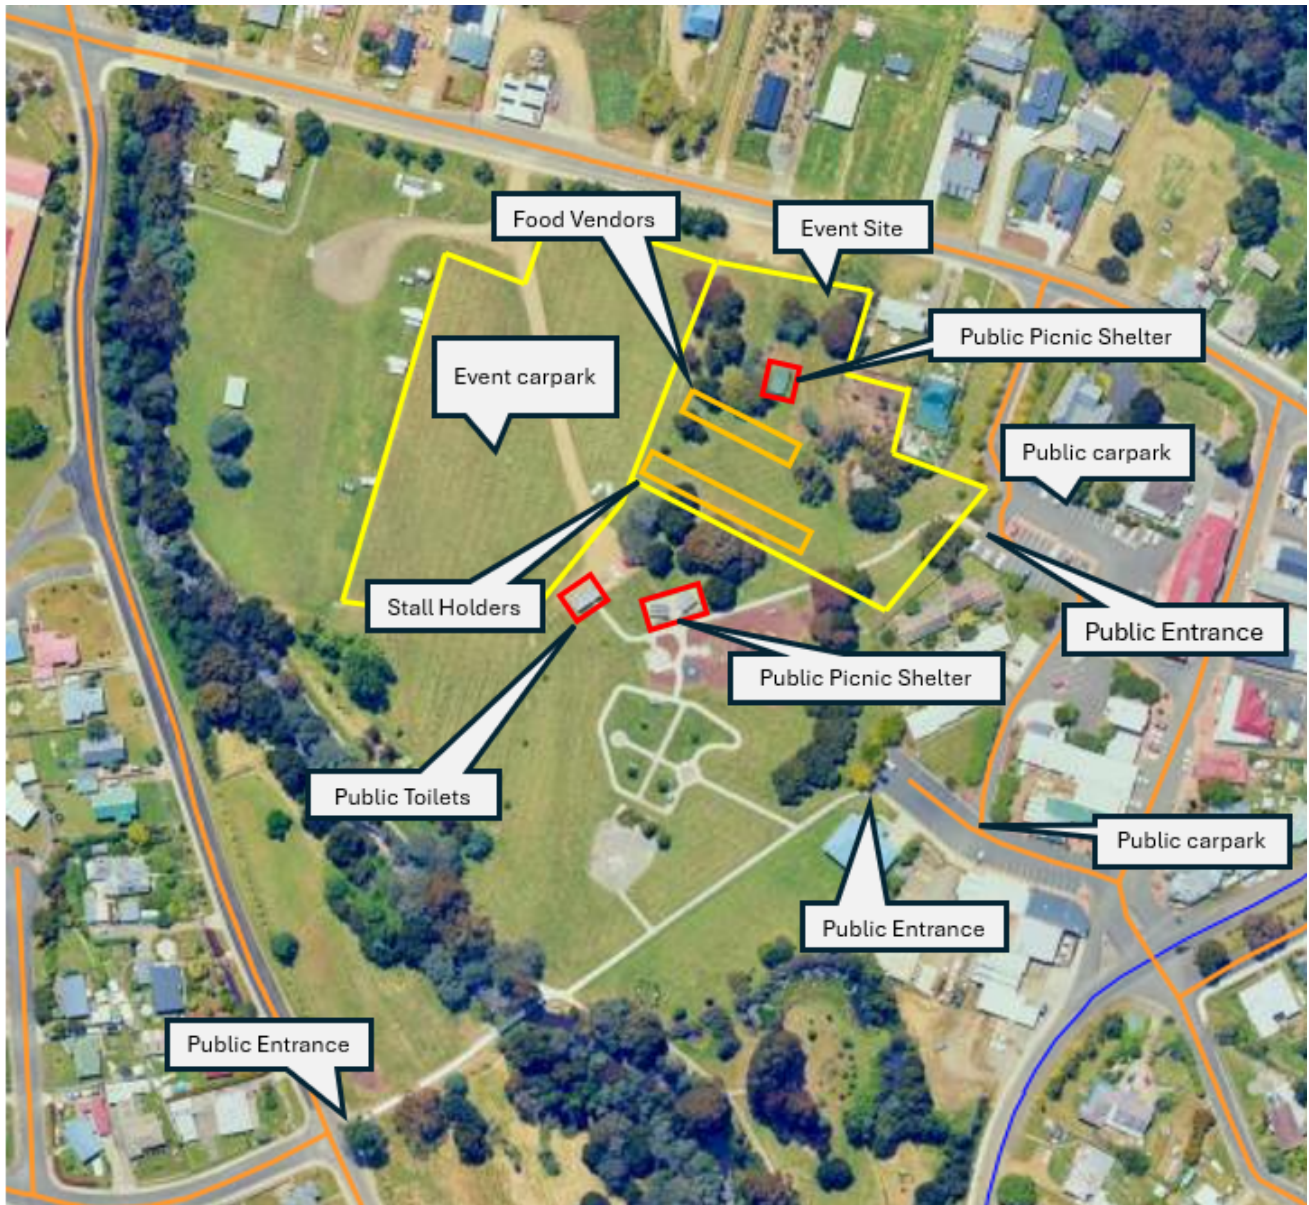 Food Vendors
Event Site
Public Picnic Shelter
Event carpark
Public carpark
Stall Holders
Public Entrance
Public Picnic Shelter
Public Toilets
Public carpark
Public Entrance
Public Entrance